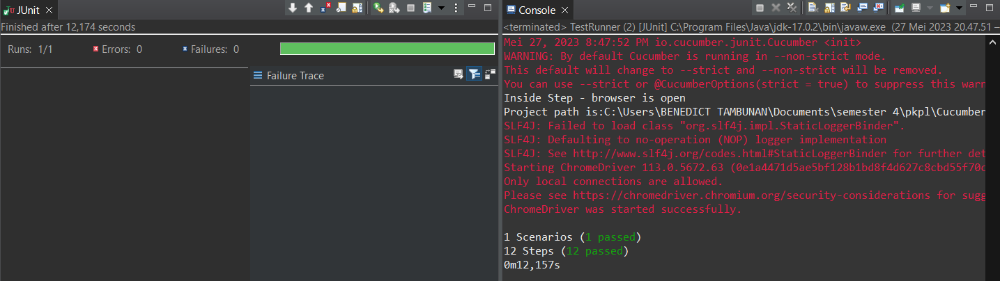 JUnit
Finished after 12,174 seconds
Runs: 1/1
Errors: 0
Failures: 0
Failure Trace
Console
<terminated> TestRunner (2) [JUnit] C:\Program Files\Java\jdk-17.0.2\bin\javaw.exe (27 Mei 2023 20.47.51 –
Mei 27, 2023 8:47:52 PM io.cucumber.junit.Cucumber <init>
WARNING: By default Cucumber is running in --non-strict mode.
This default will change to --strict and --non-strict will be removed.
You can use --strict or @CucumberOptions(strict = true) to suppress this warn
Inside Step - browser is open
Project path is:C:\Users\BENEDICT TAMBUNAN\Documents\semester 4\pkpl\Cucumber
SLF4J: Failed to load class "org.slf4j.impl.StaticLoggerBinder".
SLF4J: Defaulting to no-operation (NOP) logger implementation
SLF4J: See http://www.slf4j.org/codes.html#StaticLoggerBinder for further det
Starting ChromeDriver 113.0.5672.63 (0e1a4471d5ae5bf128b1bd8f4d627c8cbd55f70c
Only local connections are allowed.
Please see https://chromedriver.chromium.org/security-considerations for sugg
ChromeDriver was started successfully.
1 Scenarios (1 passed)
12 Steps (12 passed)
0m12,157s